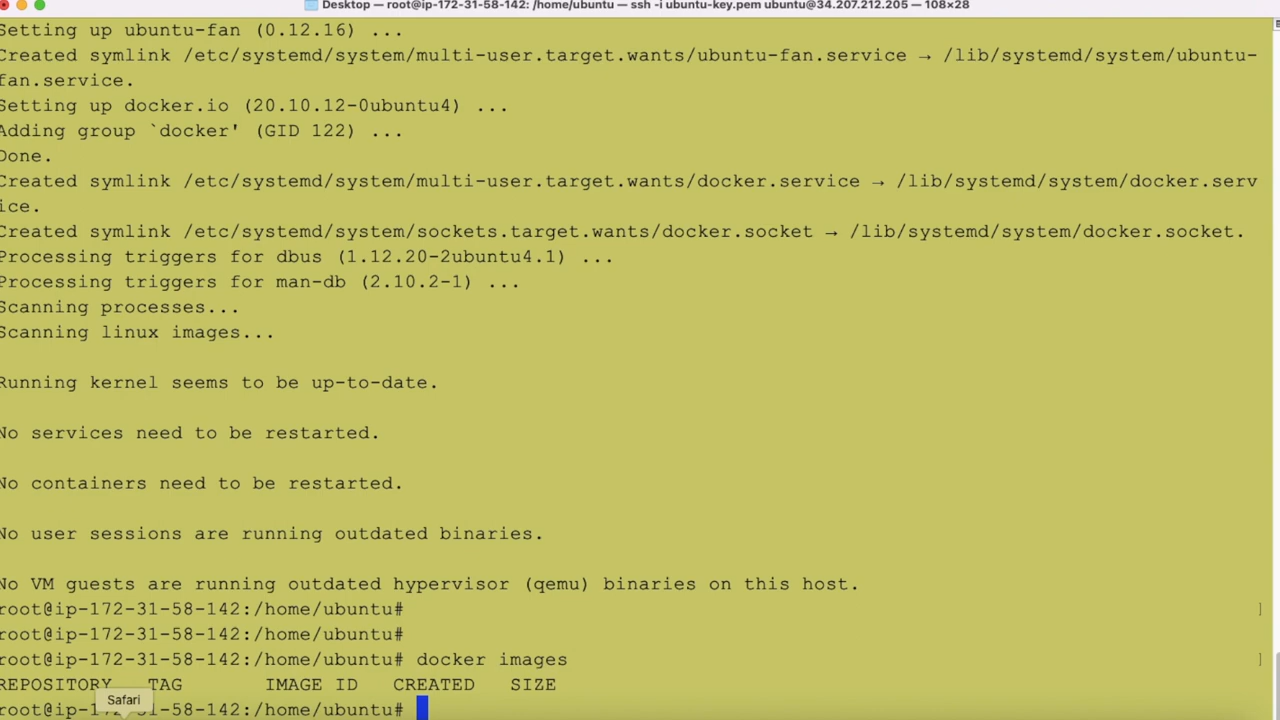 Desktop — root@ip-172-31-58-142: /home/ubuntu — ssh -i ubuntu-key.pem ubuntu@34.207.212.205 — 108×28
Setting up ubuntu-fan (0.12.16) ...
Created symlink /etc/systemd/system/multi-user.target.wants/ubuntu-fan.service → /lib/systemd/system/ubuntu-
fan.service.
Setting up docker.io (20.10.12-0ubuntu4) ...
Adding group `docker' (GID 122) ...
Done.
Created symlink /etc/systemd/system/multi-user.target.wants/docker.service → /lib/systemd/system/docker.serv
ice.
Created symlink /etc/systemd/system/sockets.target.wants/docker.socket → /lib/systemd/system/docker.socket.
Processing triggers for dbus (1.12.20-2ubuntu4.1) ...
Processing triggers for man-db (2.10.2-1) ...
Scanning processes...
Scanning linux images...
Running kernel seems to be up-to-date.
No services need to be restarted.
No containers need to be restarted.
No user sessions are running outdated binaries.
No VM guests are running outdated hypervisor (qemu) binaries on this host.
root@ip-172-31-58-142:/home/ubuntu# ]
root@ip-172-31-58-142:/home/ubuntu#
root@ip-172-31-58-142:/home/ubuntu# docker images ]
REPOSITORY TAG IMAGE ID CREATED SIZE
Safari
root@ip-172-31-58-142:/home/ubuntu#